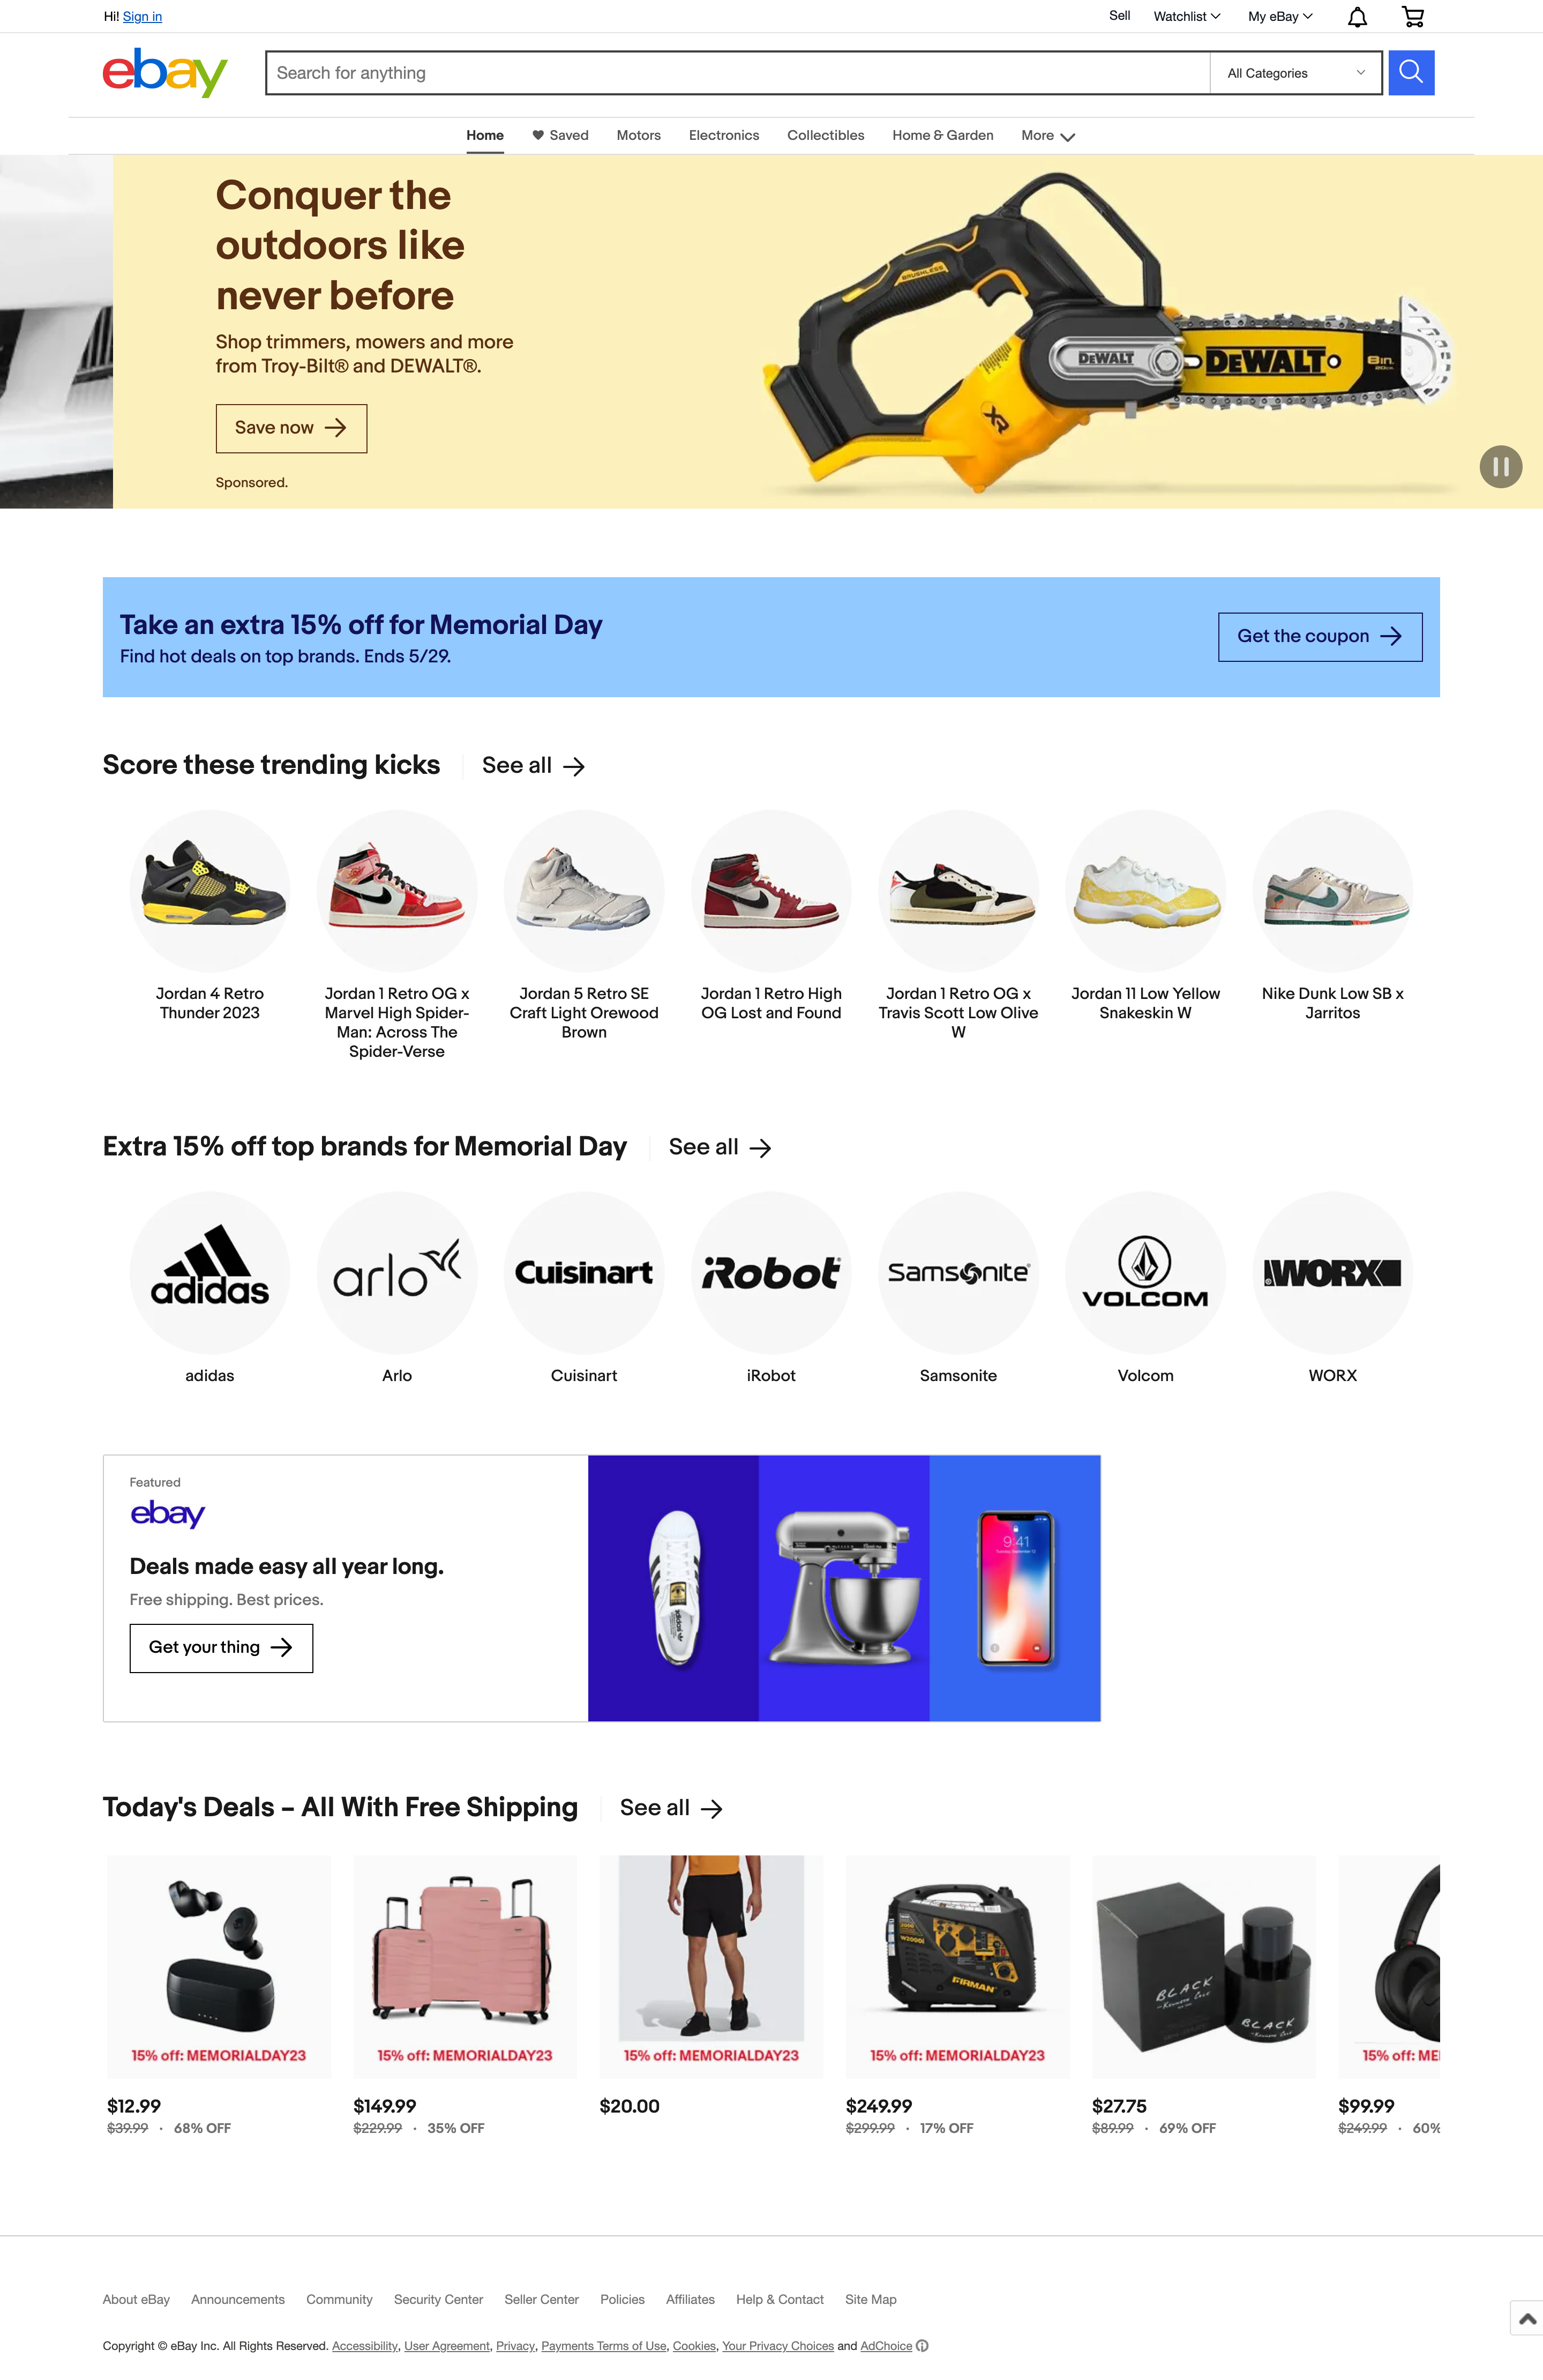 Hi! Sign in
Sell Watchlist My eBay
ebay
Search for anything
All Categories
Home Saved Motors Electronics Collectibles Home & Garden More
Conquer the
outdoors like
never before
Shop trimmers, mowers and more
from Troy-Bilt® and DEWALT®.
Save now
Sponsored.
BRUSHLESS
DEWALT
DEWALT
8in.
XR
Take an extra 15% off for Memorial Day
Find hot deals on top brands. Ends 5/29.
Get the coupon
Score these trending kicks
See all
Jordan 4 Retro
Thunder 2023
Jordan 1 Retro OG x
Marvel High Spider-
Man: Across The
Spider-Verse
Jordan 5 Retro SE
Craft Light Orewood
Brown
Jordan 1 Retro High
OG Lost and Found
Jordan 1 Retro OG x
Travis Scott Low Olive
W
Jordan 11 Low Yellow
Snakeskin W
Nike Dunk Low SB x
Jarritos
Extra 15% off top brands for Memorial Day
See all
adidas
arlo
Cuisinart
iRobot®
Samsonite®
VOLCOM
WORX®
adidas
Arlo
Cuisinart
iRobot
Samsonite
Volcom
WORX
Featured
ebay
Deals made easy all year long.
Free shipping. Best prices.
Get your thing
adidas
9:41
Today's Deals – All With Free Shipping
See all
W2000i
FIRMAN
BLACK
BLACK
15% off: MEMORIALDAY23
15% off: MEMORIALDAY23
15% off: MEMORIALDAY23
15% off: MEMORIALDAY23
15% off: ME
$12.99
$39.99 · 68% OFF
$149.99
$229.99 · 35% OFF
$20.00
$249.99
$299.99 · 17% OFF
$27.75
$89.99 · 69% OFF
$99.99
$249.99 · 60%
About eBay Announcements Community Security Center Seller Center Policies Affiliates Help & Contact Site Map
Copyright © eBay Inc. All Rights Reserved. Accessibility, User Agreement, Privacy, Payments Terms of Use, Cookies, Your Privacy Choices and AdChoice